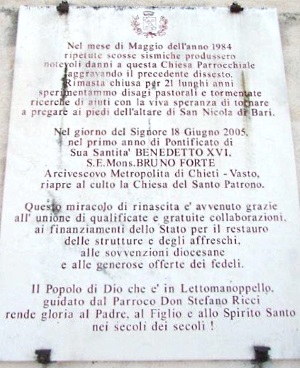 Nel mese di Maggio dell'anno 1984
ripetute scosse sismiche produssero
notevoli danni a questa Chiesa Parrocchiale
aggravando il precedente dissesto.
Rimasta chiusa per 21 lunghi anni
sperimentammo disagi pastorali e tormentate
ricerche di aiuti con la viva speranza di tornare
a pregare ai piedi dell'altare di San Nicola di Bari.
Nel giorno del Signore 18 Giugno 2005,
nel primo anno di Pontificato di
Sua Santita' BENEDETTO XVI,
S.E.Mons.BRUNO FORTE
Arcivescovo Metropolita di Chieti - Vasto,
riapre al culto la Chiesa del Santo Patrono.
Questo miracolo di rinascita e' avvenuto grazie
all' unione di qualificate e gratuite collaborazioni,
ai finanziamenti dello Stato per il restauro
delle strutture e degli affreschi,
alle sovvenzioni diocesane
e alle generose offerte dei fedeli.
Il Popolo di Dio che e' in Lettomanoppello,
guidato dal Parroco Don Stefano Ricci
rende gloria al Padre, al Figlio e allo Spirito Santo
nei secoli dei secoli !